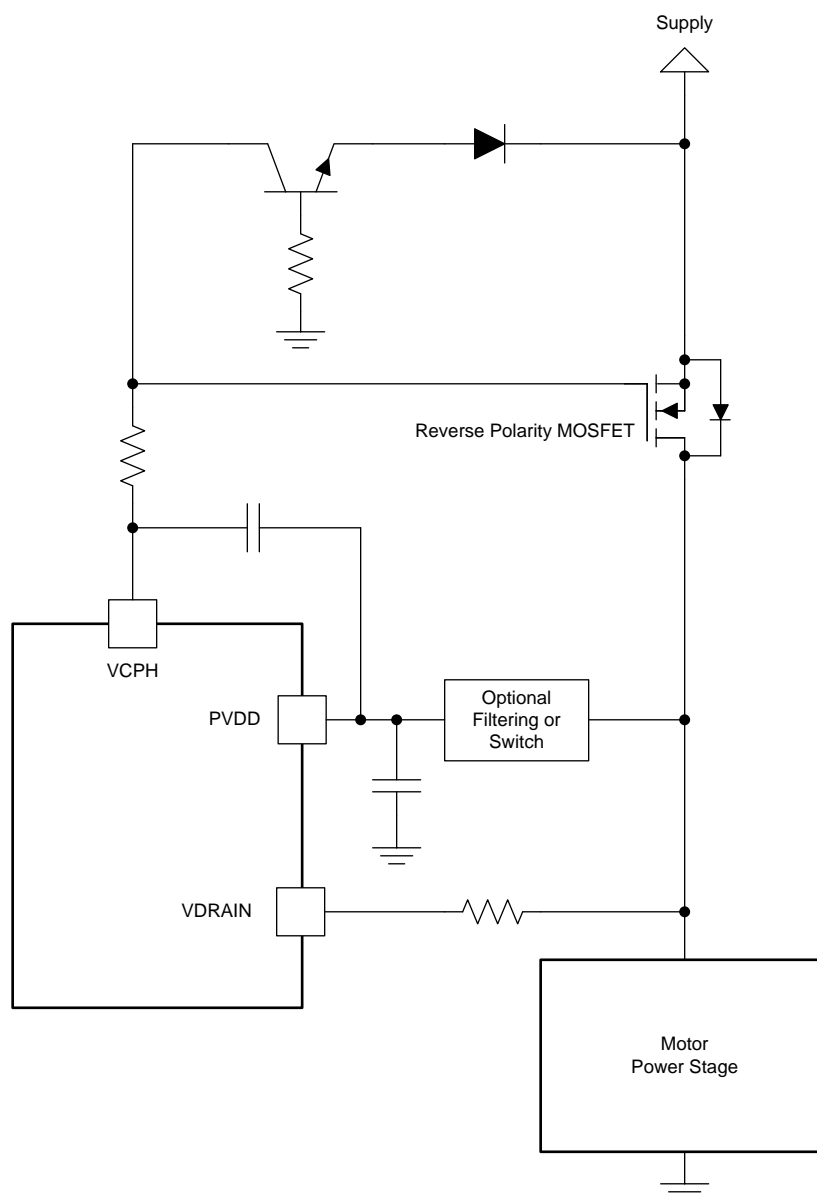 Supply
Reverse Polarity MOSFET
VCPH
PVDD
Optional
Filtering or
Switch
VDRAIN
Motor
Power Stage